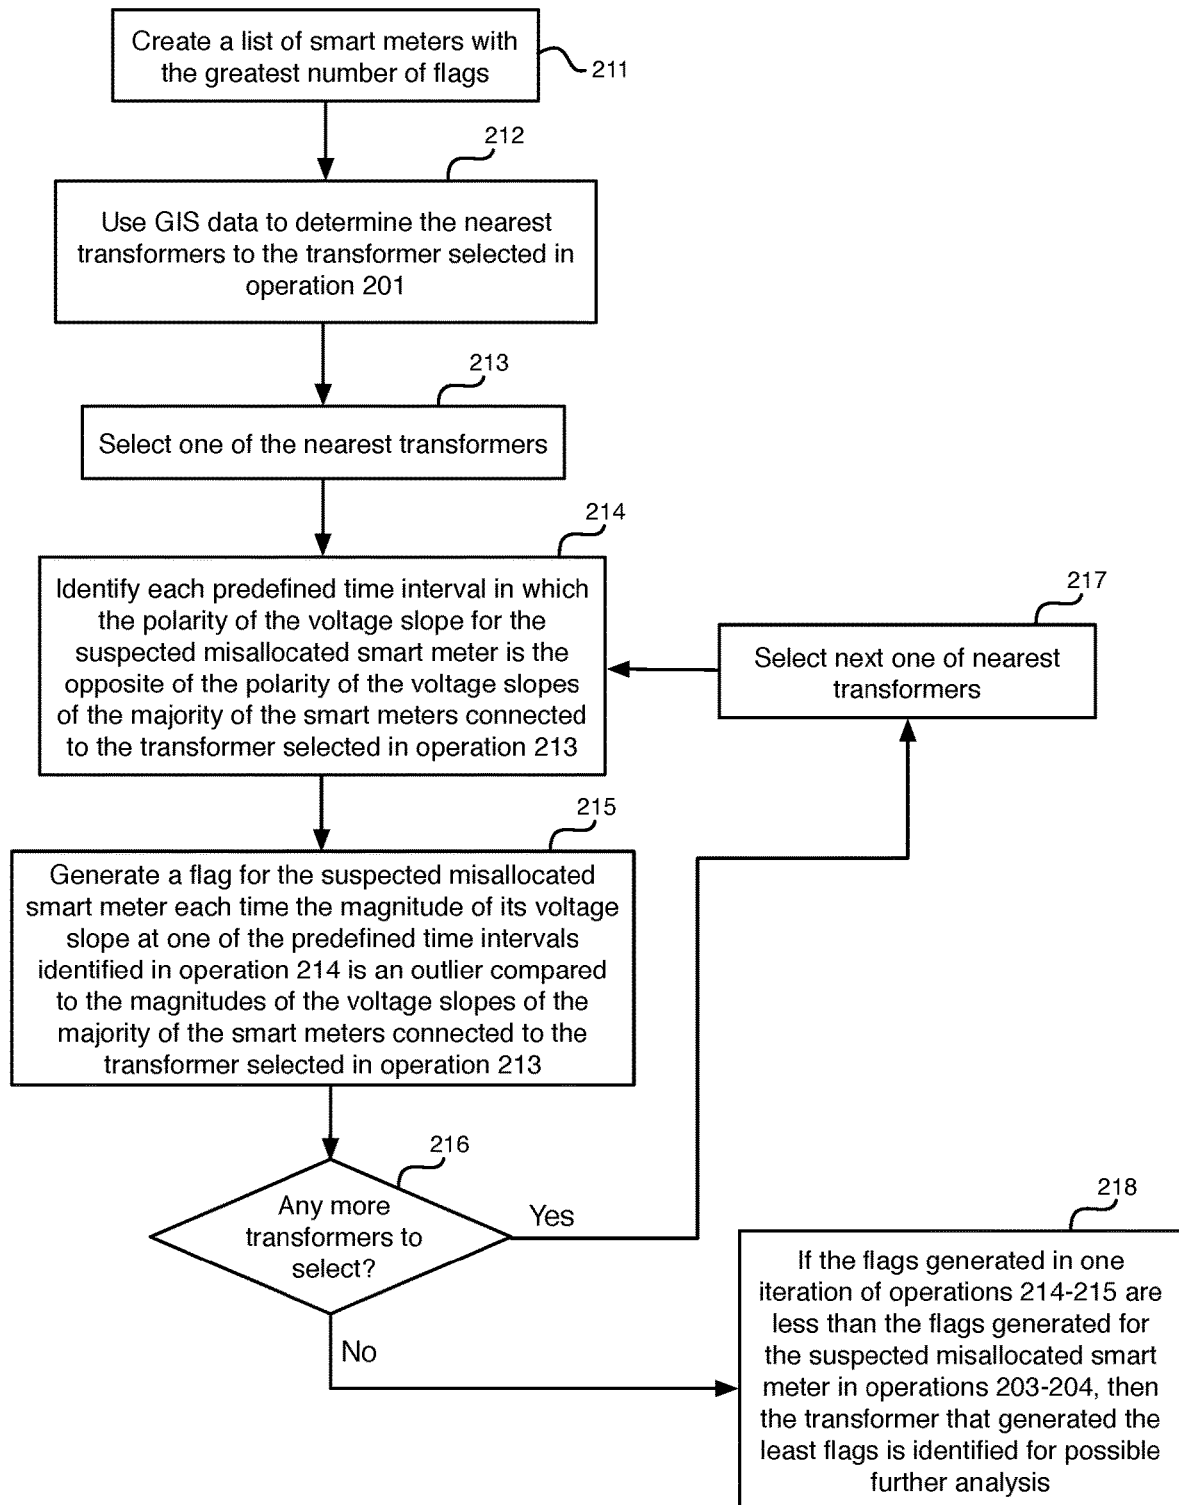 Create a list of smart meters with
the greatest number of flags
211
212
Use GIS data to determine the nearest
transformers to the transformer selected in
operation 201
213
Select one of the nearest transformers
214
Identify each predefined time interval in which
the polarity of the voltage slope for the
suspected misallocated smart meter is the
opposite of the polarity of the voltage slopes
of the majority of the smart meters connected
to the transformer selected in operation 213
217
Select next one of nearest
transformers
215
Generate a flag for the suspected misallocated
smart meter each time the magnitude of its voltage
slope at one of the predefined time intervals
identified in operation 214 is an outlier compared
to the magnitudes of the voltage slopes of the
majority of the smart meters connected to the
transformer selected in operation 213
216
Any more
transformers to
select?
Yes
No
218
If the flags generated in one
iteration of operations 214-215 are
less than the flags generated for
the suspected misallocated smart
meter in operations 203-204, then
the transformer that generated the
least flags is identified for possible
further analysis